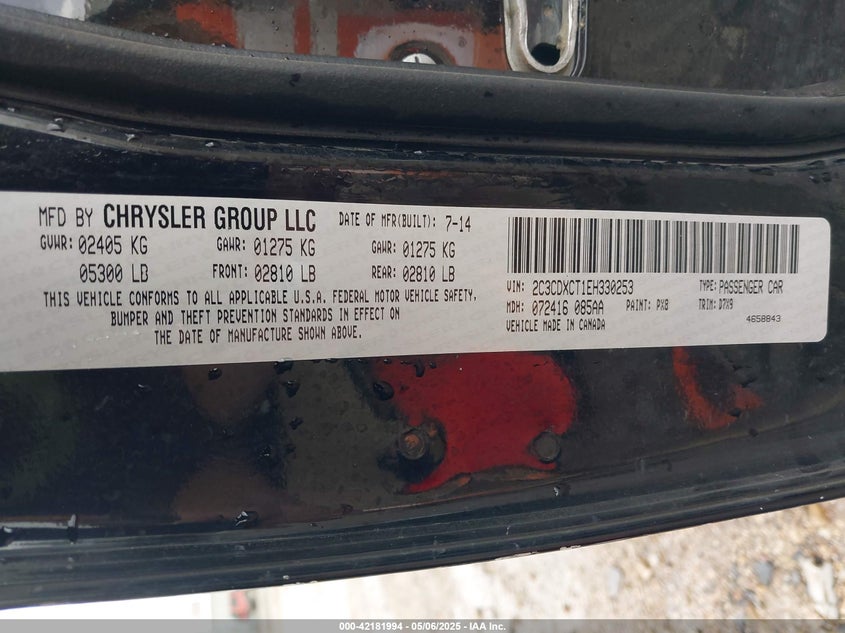 MFD BY CHRYSLER GROUP LLC DATE OF MFR(BUILT): 7-14
GVWR: 02405 KG GAWR: 01275 KG GAWR: 01275 KG
05300 LB FRONT: 02810 LB REAR: 02810 LB
THIS VEHICLE CONFORMS TO ALL APPLICABLE U.S.A. FEDERAL MOTOR VEHICLE SAFETY,
BUMPER AND THEFT PREVENTION STANDARDS IN EFFECT ON
THE DATE OF MANUFACTURE SHOWN ABOVE.
VIN: 2C3CDXCT1EH330253 TYPE: PASSENGER CAR
MDH: 072416 085AA PAINT: PX8 TRIM: D7X9
VEHICLE MADE IN CANADA 4658843
000-42181994 - 05/06/2025 - IAA Inc.